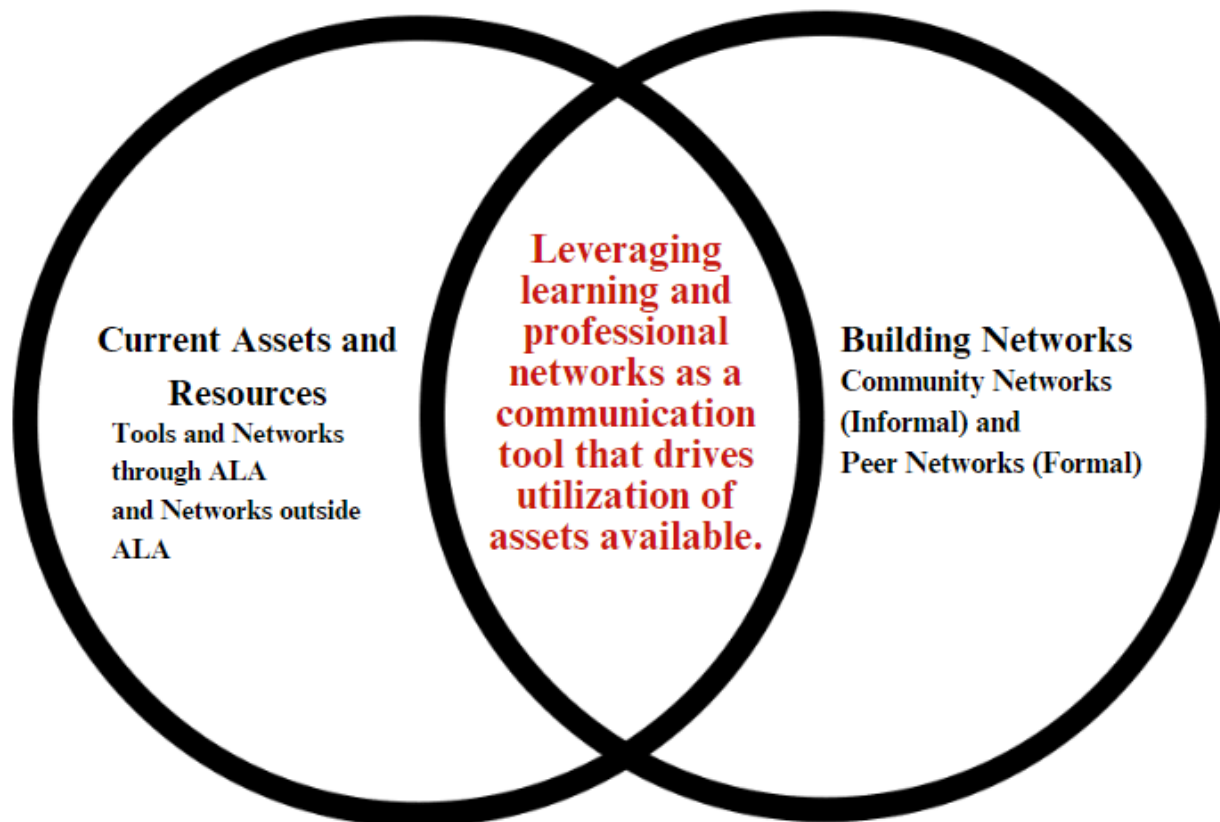 Current Assets and
Resources
Tools and Networks
through ALA
and Networks outside
ALA
Leveraging
learning and
professional
networks as a
communication
tool that drives
utilization of
assets available.
Building Networks
Community Networks
(Informal) and
Peer Networks (Formal)